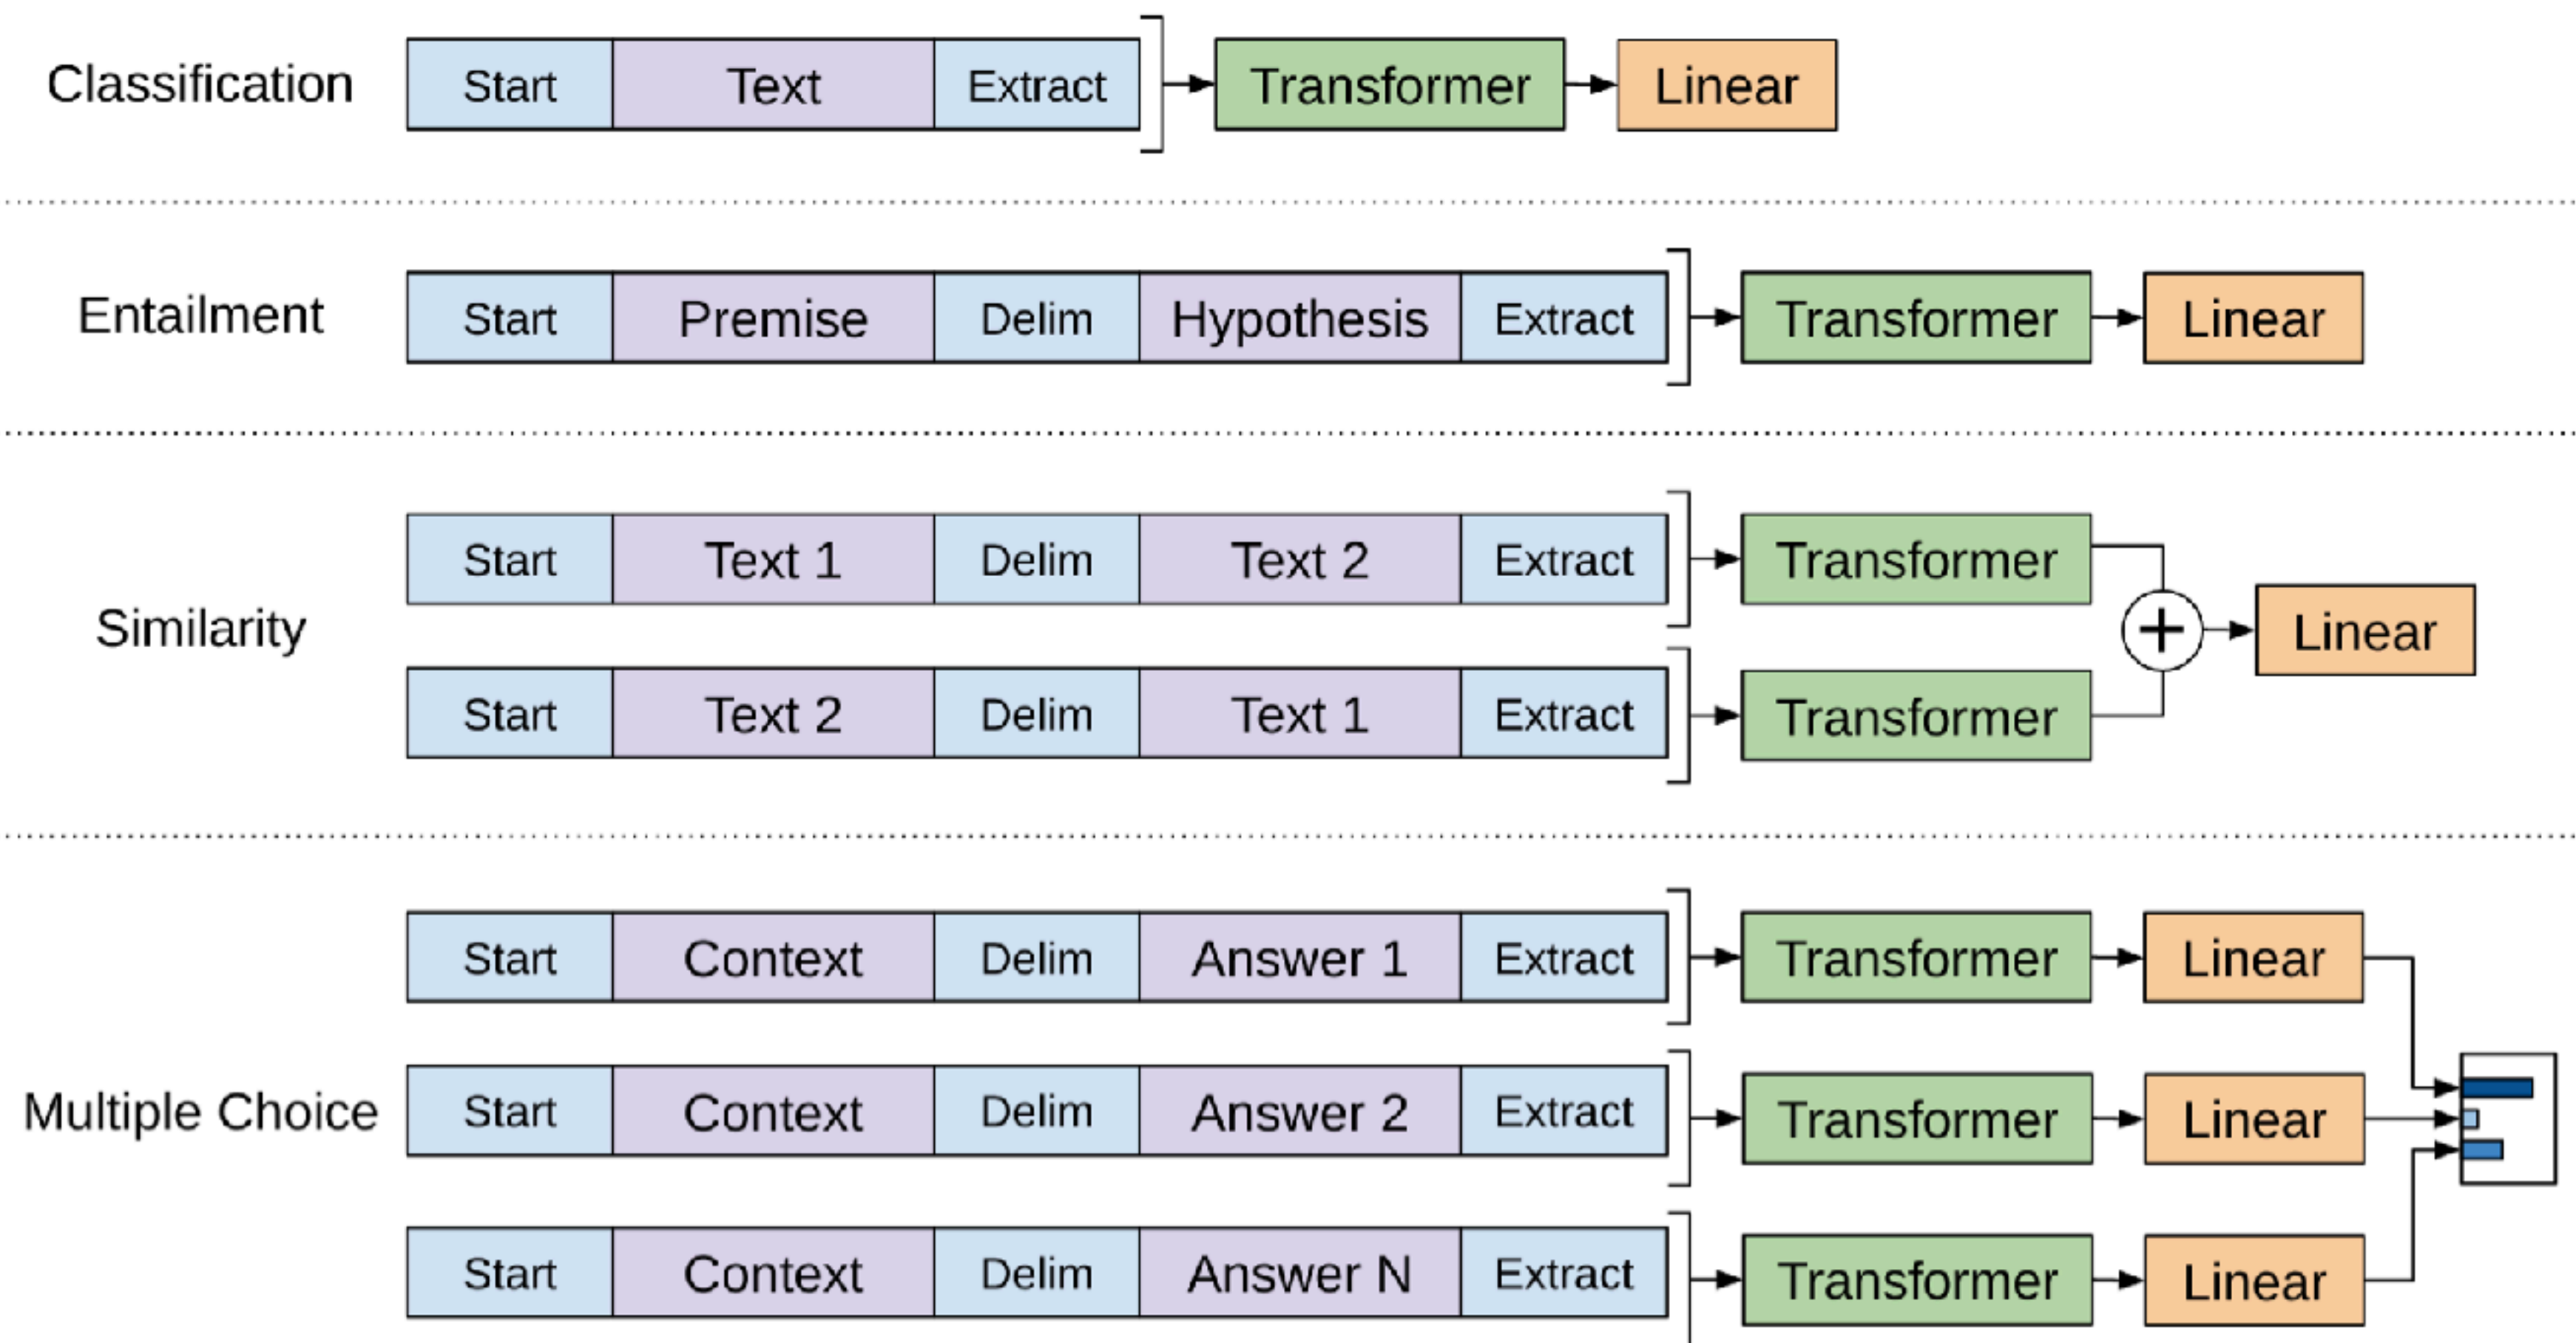 Classification Start Text Extract Transformer Linear
Entailment Start Premise Delim Hypothesis Extract Transformer Linear
Start Text 1 Delim Text 2 Extract Transformer
Similarity + Linear
Start Text 2 Delim Text 1 Extract Transformer
Start Context Delim Answer 1 Extract Transformer Linear
Multiple Choice Start Context Delim Answer 2 Extract Transformer Linear
Start Context Delim Answer N Extract Transformer Linear